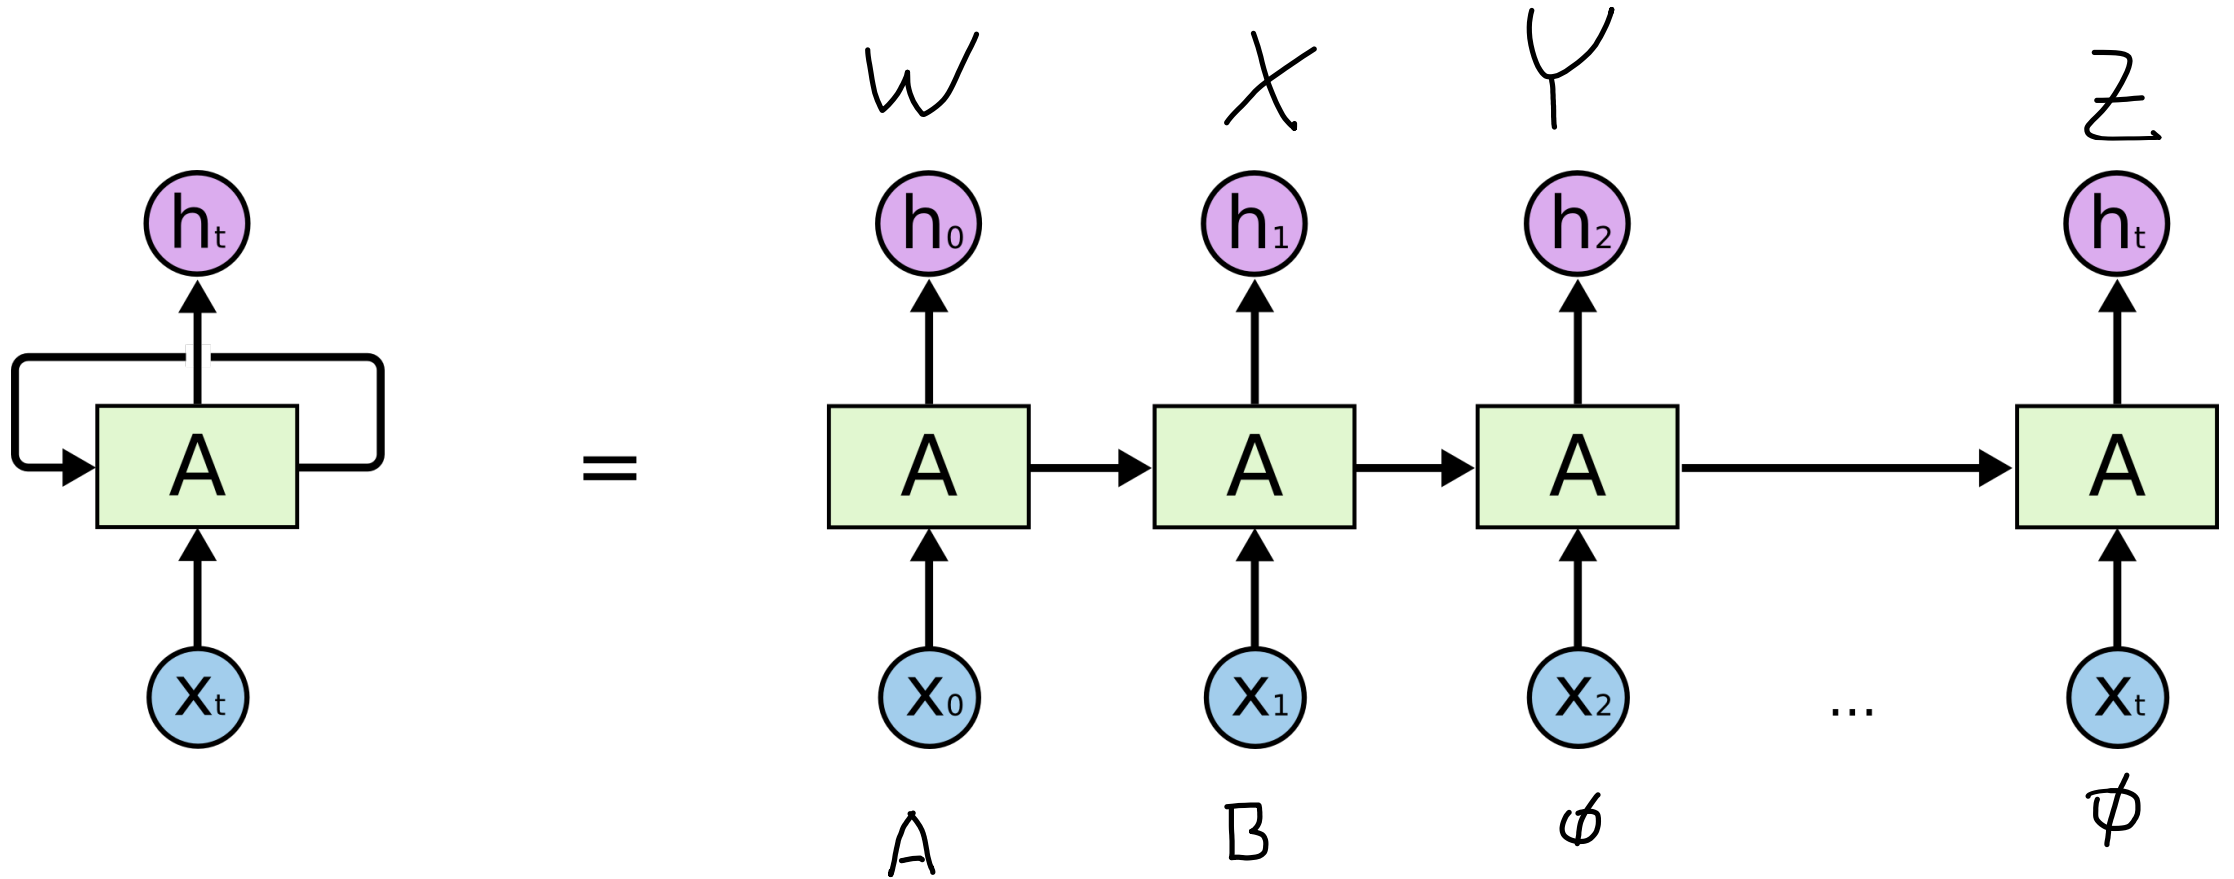 W X Y Z
hₜ h₀ h₁ h₂ hₜ
A = A A A A
xₜ x₀ x₁ x₂ ... xₜ
A B ϕ ϕ